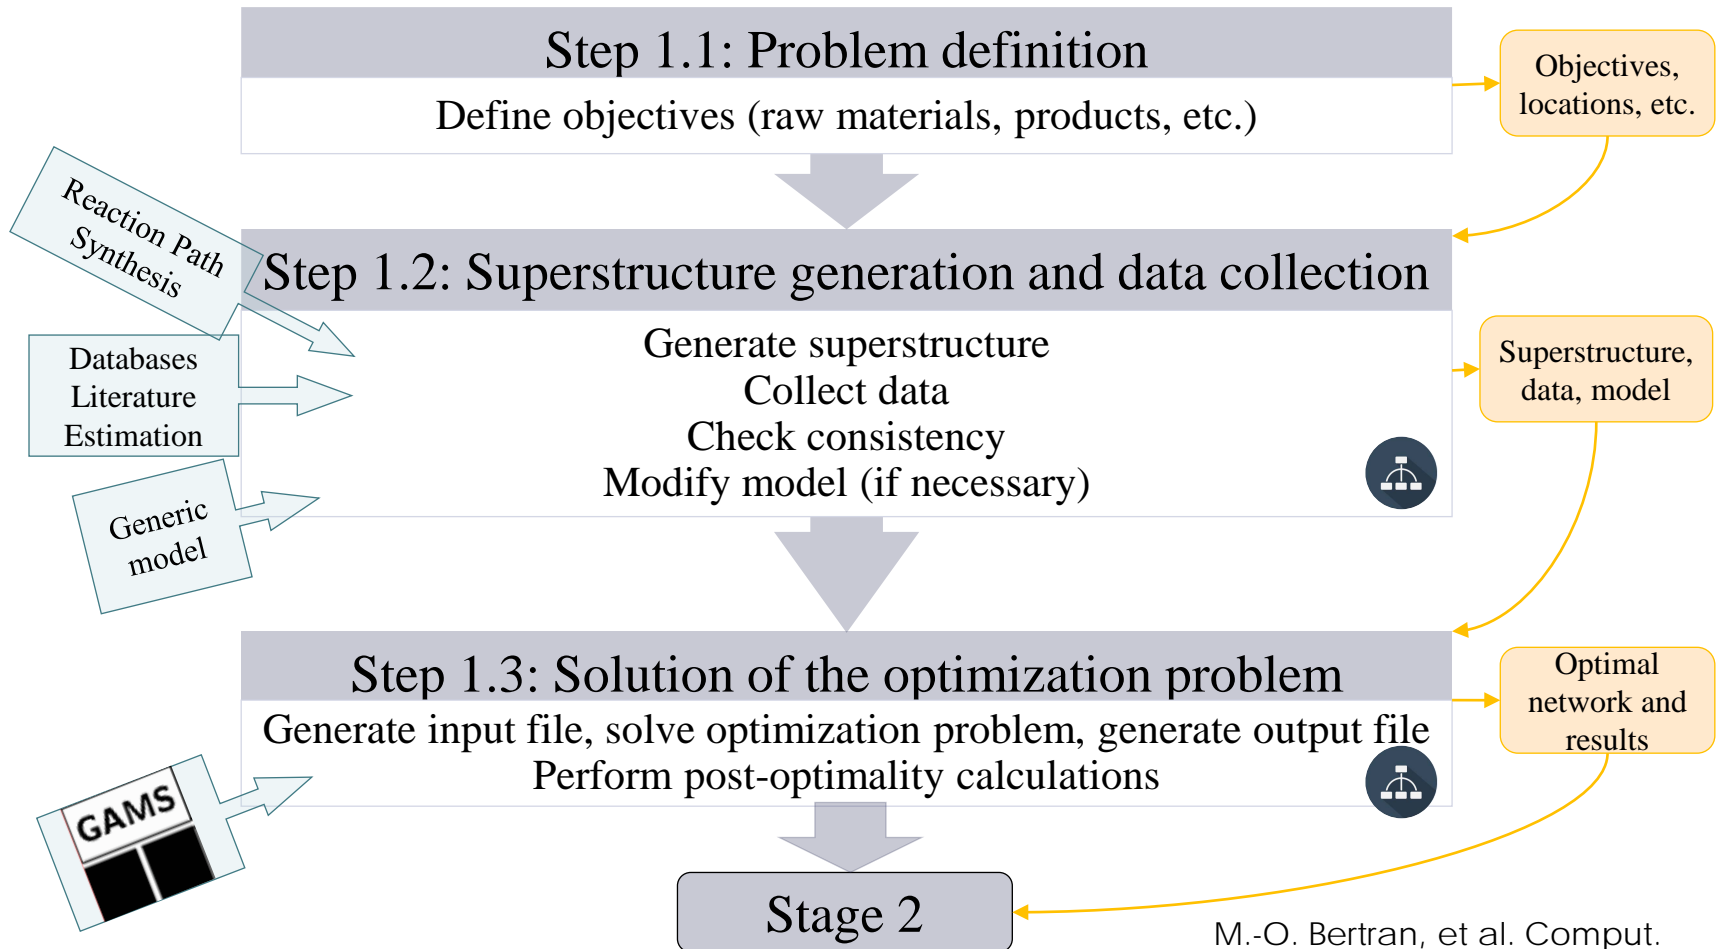 Step 1.1: Problem definition
Define objectives (raw materials, products, etc.)
Objectives,
locations, etc.
Reaction Path
Synthesis
Step 1.2: Superstructure generation and data collection
Databases
Literature
Estimation
Generate superstructure
Collect data
Check consistency
Modify model (if necessary)
Superstructure,
data, model
Generic
model
Step 1.3: Solution of the optimization problem
Generate input file, solve optimization problem, generate output file
Perform post-optimality calculations
Optimal
network and
results
GAMS
Stage 2
M.-O. Bertran, et al. Comput.